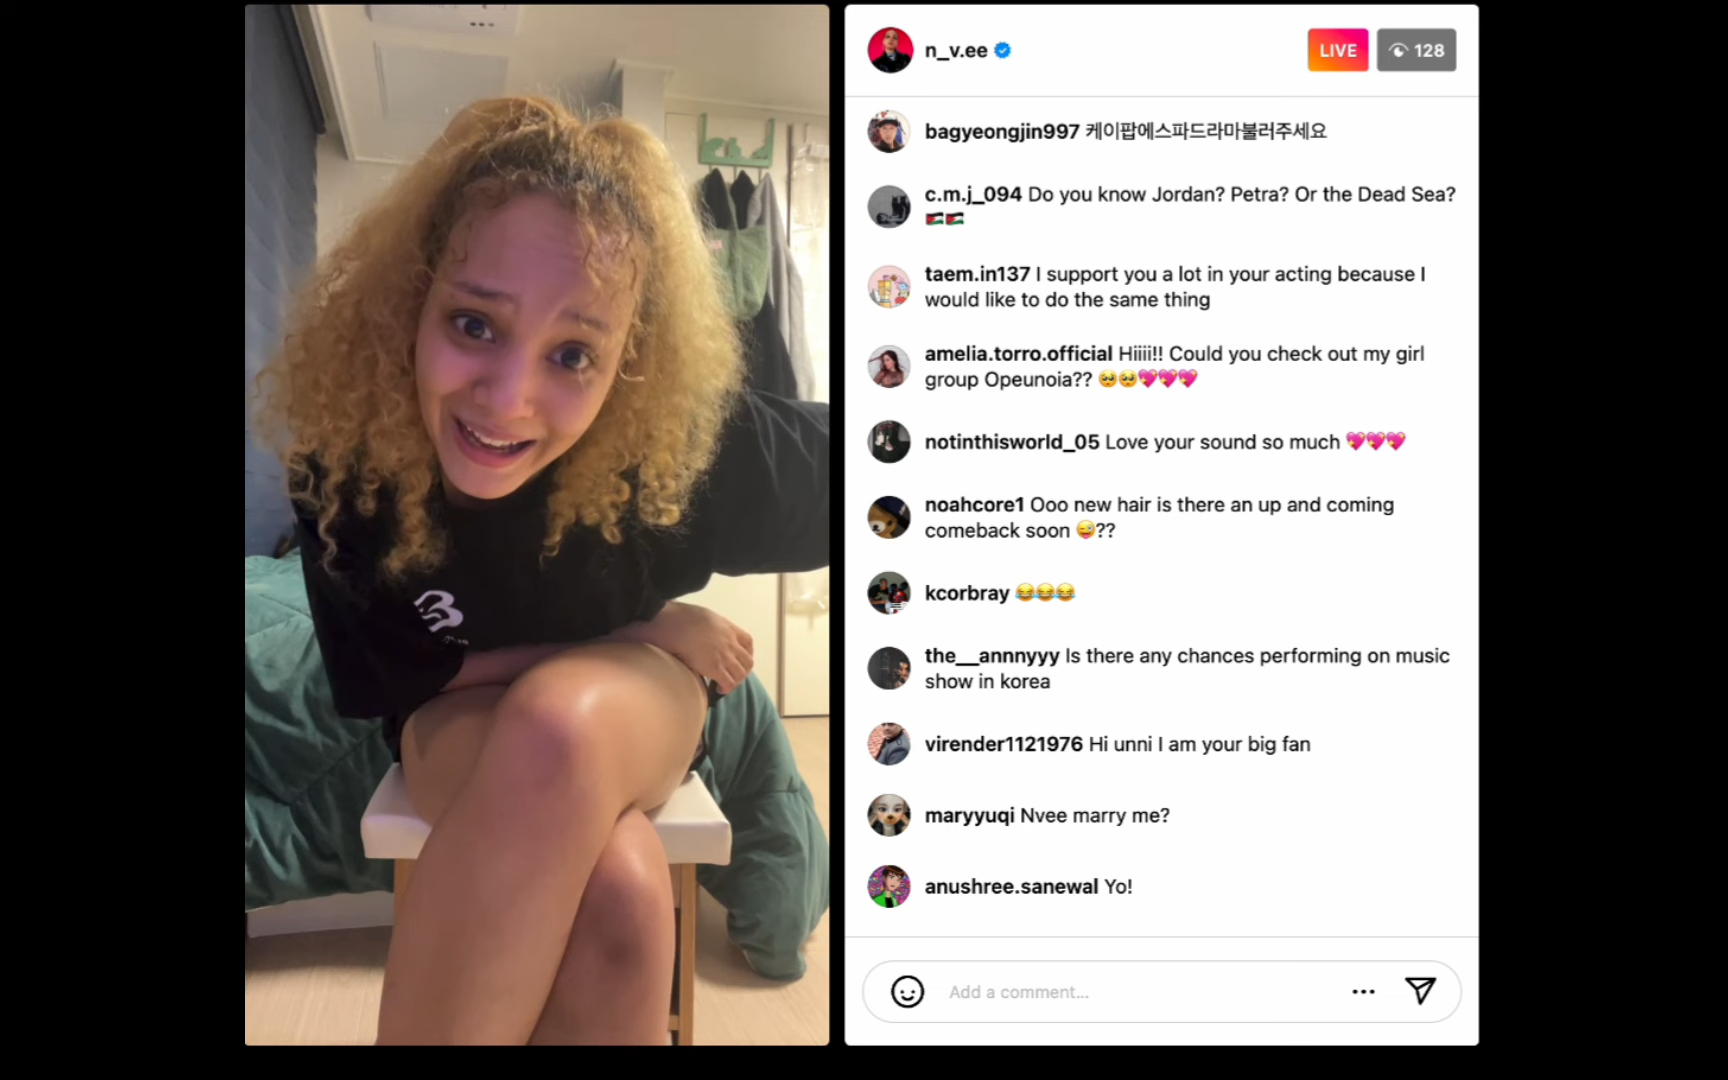 n_v.ee
LIVE
128
bagyeongjin997 케이팝에스파드라마불러주세요
c.m.j_094 Do you know Jordan? Petra? Or the Dead Sea?
🇵🇸🇵🇸
taem.in137 I support you a lot in your acting because I
would like to do the same thing
amelia.torro.official Hiiii!! Could you check out my girl
group Opeunoia?? 🥺🥺💖💖💖
notinthisworld_05 Love your sound so much 💖💖💖
noahcore1 Ooo new hair is there an up and coming
comeback soon 😜??
kcorbray 😂😂😂
the__annnyyy Is there any chances performing on music
show in korea
virender1121976 Hi unni I am your big fan
maryyuqi Nvee marry me?
anushree.sanewal Yo!
Add a comment...